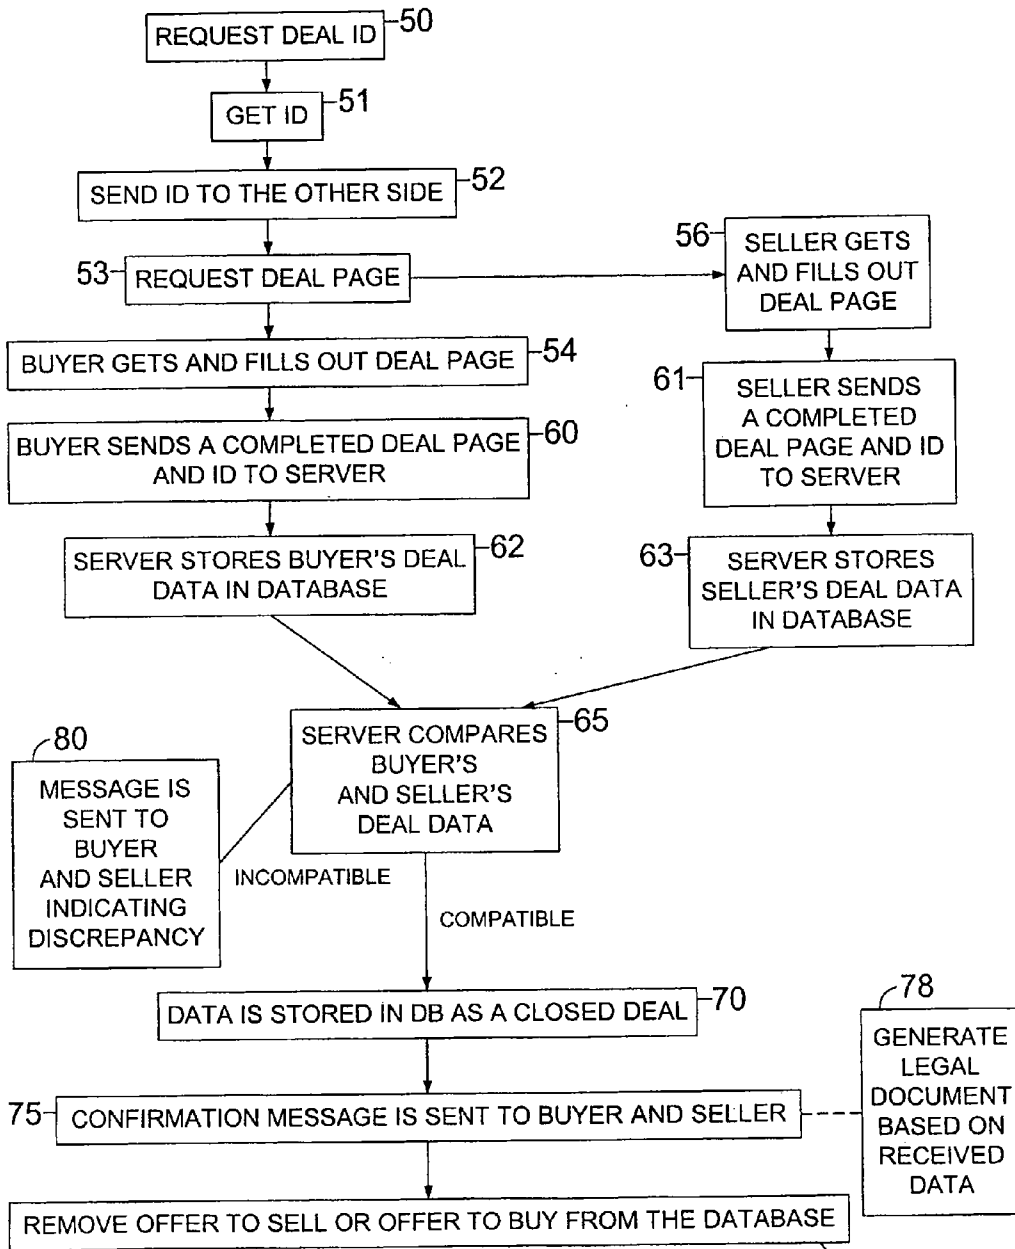 REQUEST DEAL ID
50
GET ID
51
SEND ID TO THE OTHER SIDE
52
53
REQUEST DEAL PAGE
56
SELLER GETS
AND FILLS OUT
DEAL PAGE
BUYER GETS AND FILLS OUT DEAL PAGE
54
61
SELLER SENDS
A COMPLETED
DEAL PAGE AND ID
TO SERVER
BUYER SENDS A COMPLETED DEAL PAGE
AND ID TO SERVER
60
SERVER STORES BUYER'S DEAL
DATA IN DATABASE
62
63
SERVER STORES
SELLER'S DEAL DATA
IN DATABASE
SERVER COMPARES
BUYER'S
AND SELLER'S
DEAL DATA
65
80
MESSAGE IS
SENT TO
BUYER
AND SELLER
INDICATING
DISCREPANCY
INCOMPATIBLE
COMPATIBLE
DATA IS STORED IN DB AS A CLOSED DEAL
70
78
GENERATE
LEGAL
DOCUMENT
BASED ON
RECEIVED
DATA
75
CONFIRMATION MESSAGE IS SENT TO BUYER AND SELLER
REMOVE OFFER TO SELL OR OFFER TO BUY FROM THE DATABASE